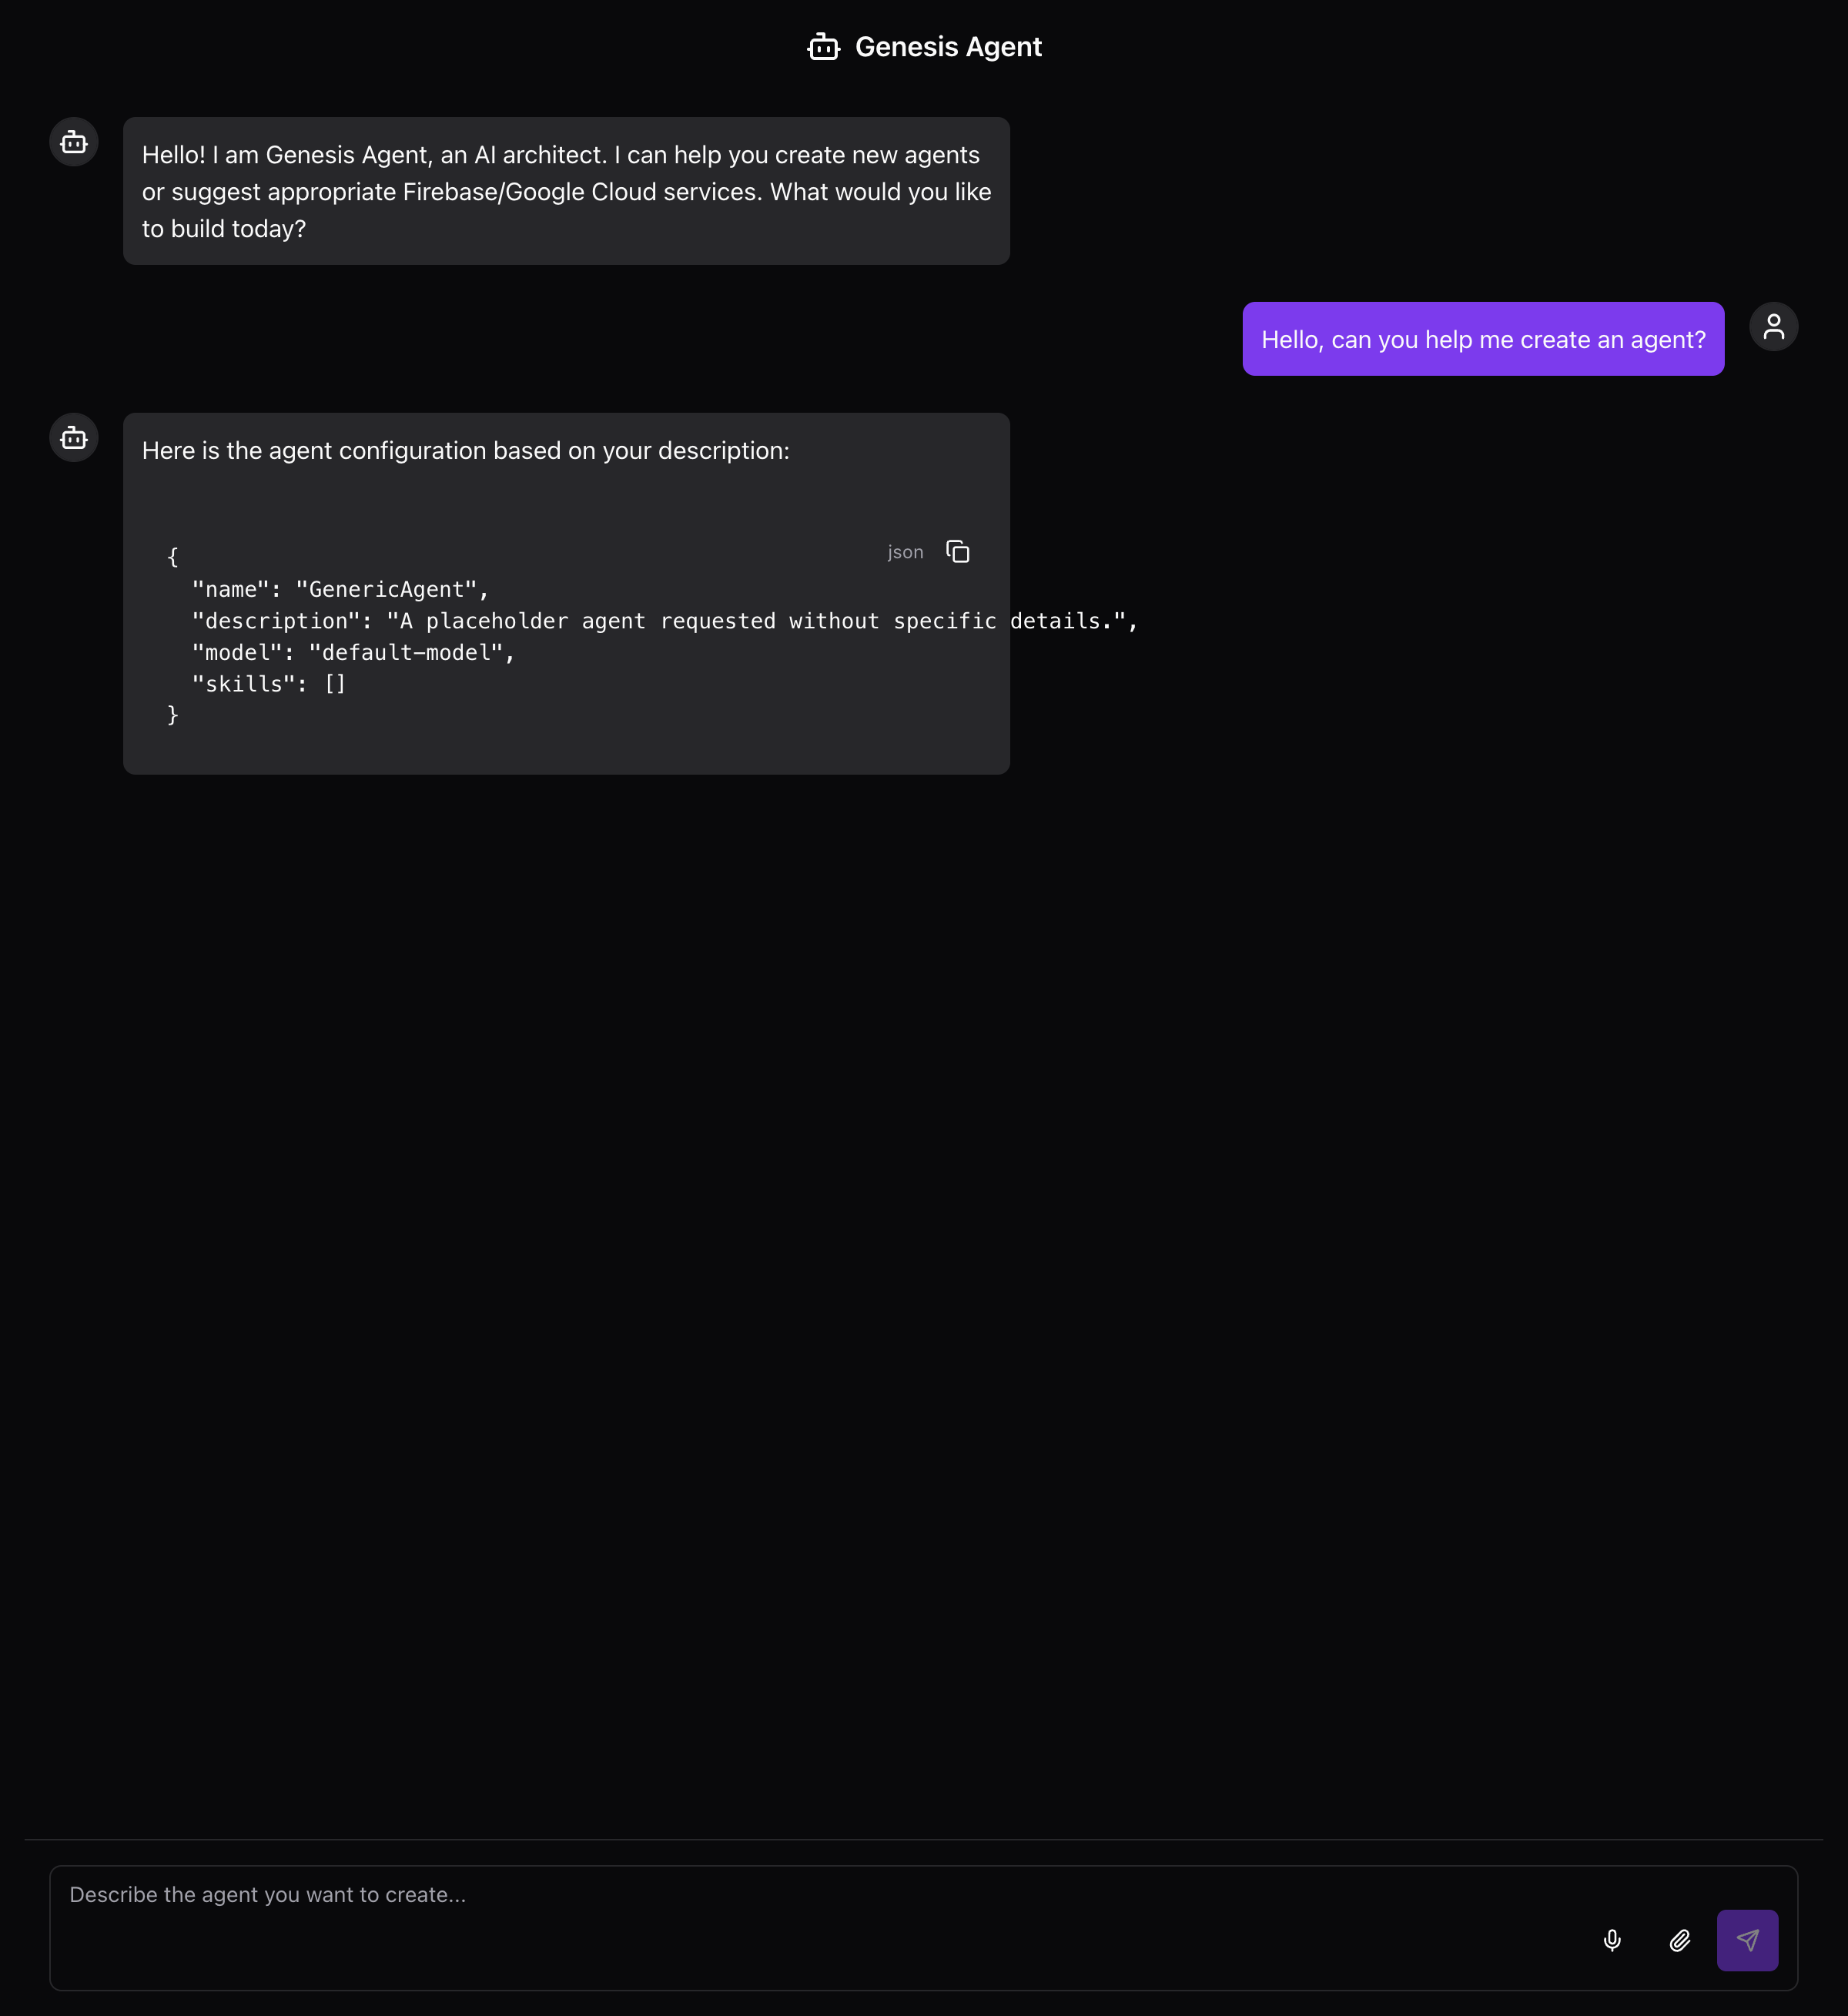 Genesis Agent
Hello! I am Genesis Agent, an AI architect. I can help you create new agents
or suggest appropriate Firebase/Google Cloud services. What would you like
to build today?
Hello, can you help me create an agent?
Here is the agent configuration based on your description:
json
{
  "name": "GenericAgent",
  "description": "A placeholder agent requested without specific details.",
  "model": "default-model",
  "skills": []
}
Describe the agent you want to create...